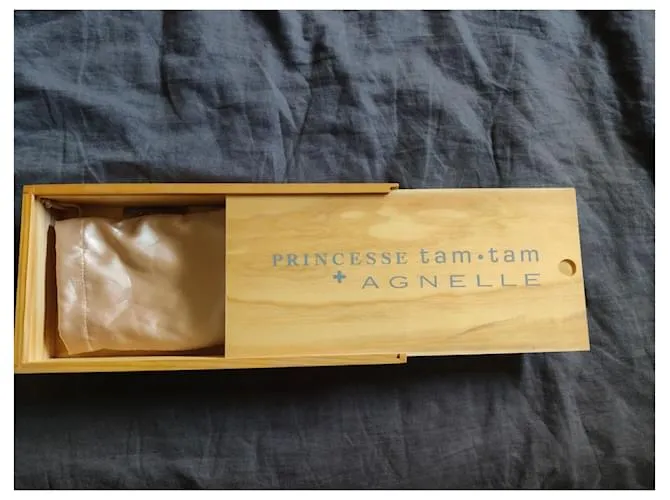 PRINCESSE tam•tam
+ AGNELLE